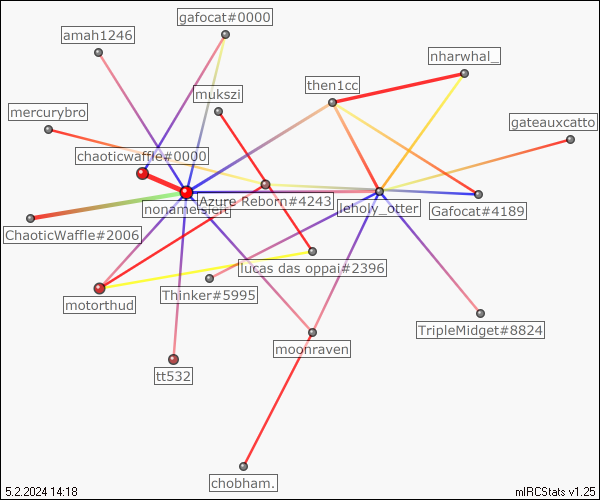 gafocat#0000
amah1246
nharwhal_
then1cc
mukszi
mercurybro
gateauxcatto
chaoticwaffle#0000
Azure Reborn#4243
nonameisleft
leholy_otter
Gafocat#4189
ChaoticWaffle#2006
lucas das oppai#2396
Thinker#5995
motorthud
TripleMidget#8824
moonraven
tt532
chobham.
5.2.2024 14:18
mIRCStats v1.25